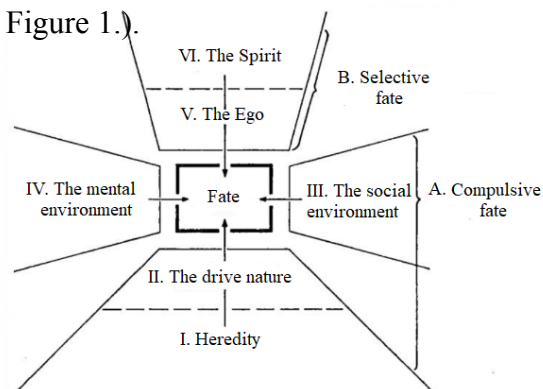 Figure 1.).
VI. The Spirit
B. Selective
fate
V. The Ego
IV. The mental
environment
Fate
III. The social
environment
A. Compulsive
fate
II. The drive nature
I. Heredity